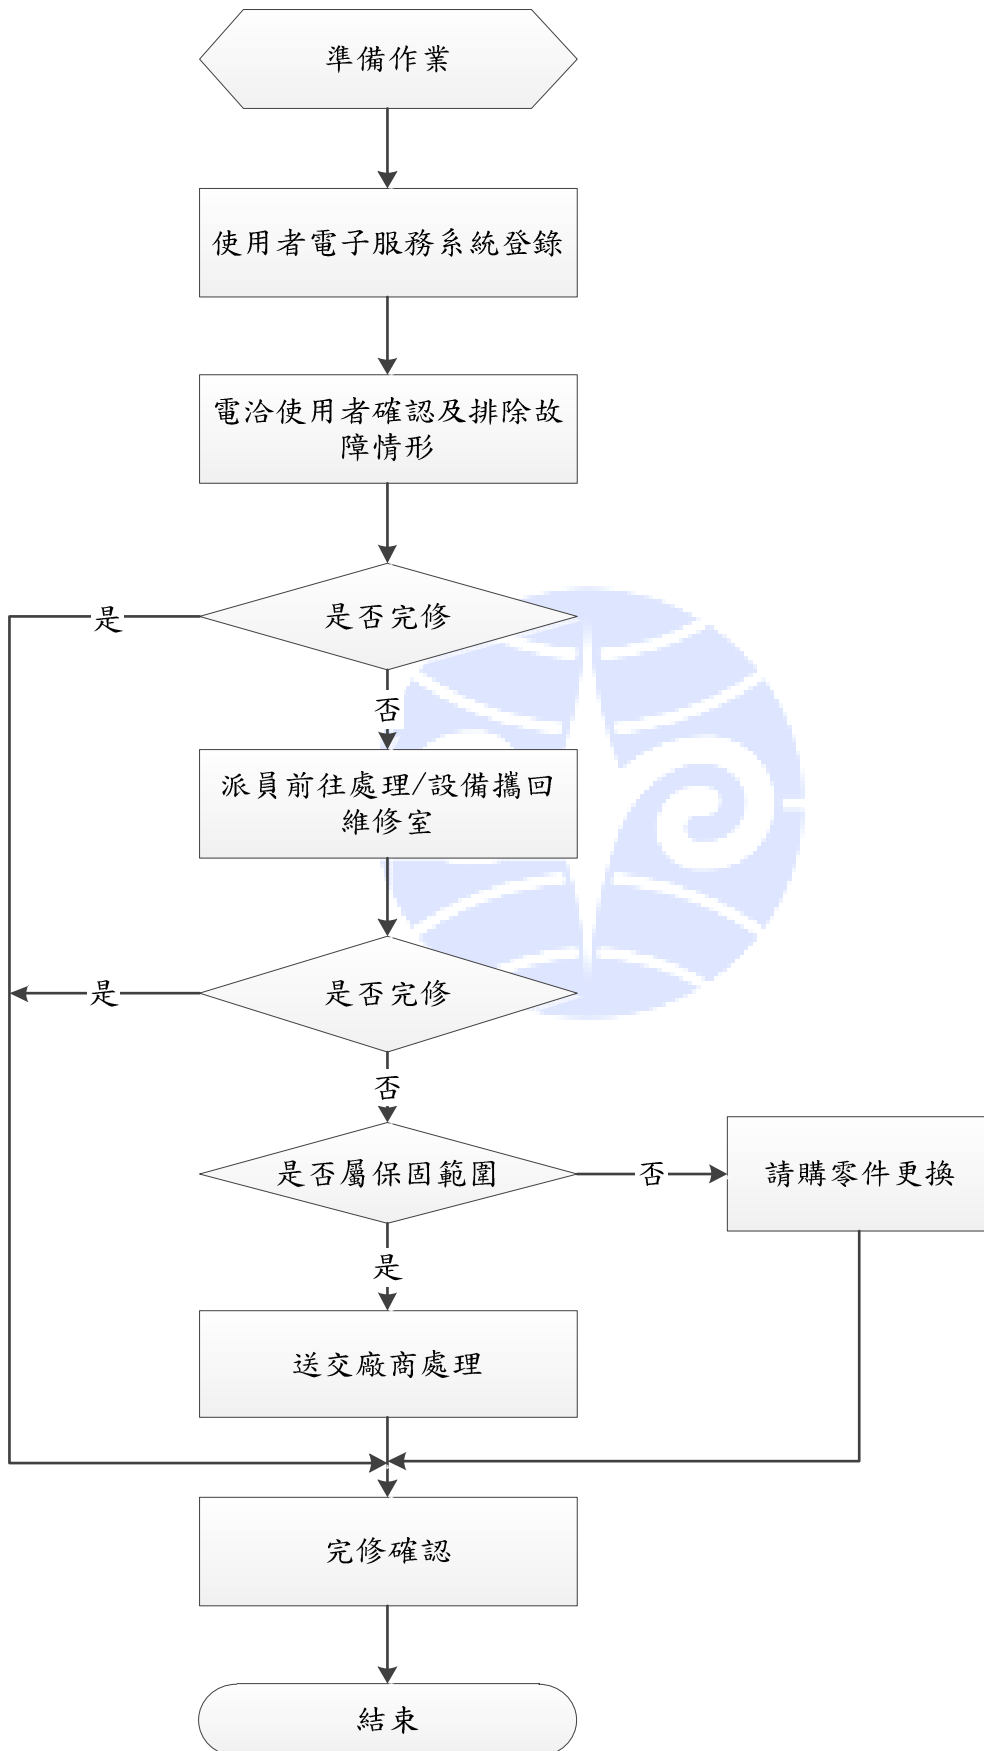 準備作業
使用者電子服務系統登錄
電洽使用者確認及排除故
障情形
是否完修
是
否
派員前往處理/設備攜回
維修室
是否完修
是
否
是否屬保固範圍
否
請購零件更換
是
送交廠商處理
完修確認
結束